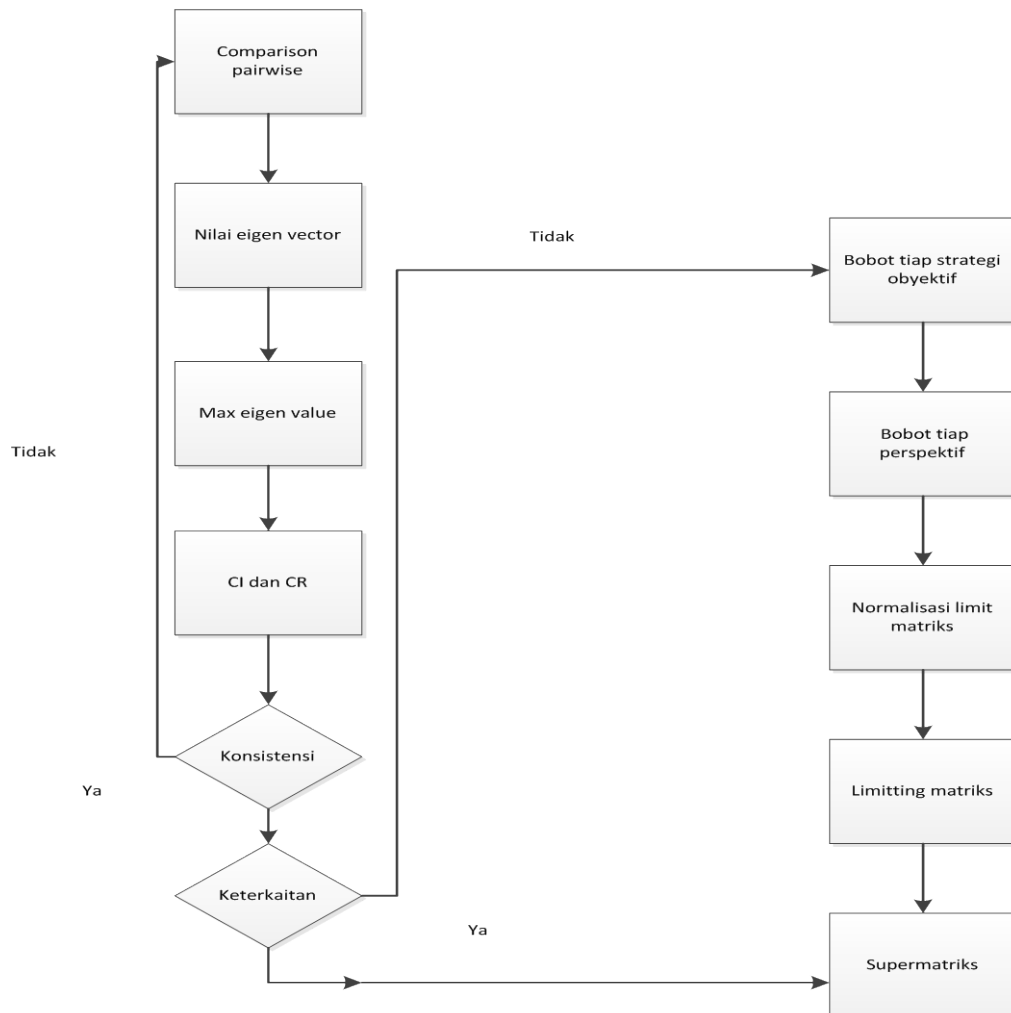 Comparison
pairwise
Nilai eigen vector
Max eigen value
Tidak
CI dan CR
Konsistensi
Ya
Keterkaitan
Tidak
Ya
Bobot tiap strategi
obyektif
Bobot tiap
perspektif
Normalisasi limit
matriks
Limitting matriks
Supermatriks